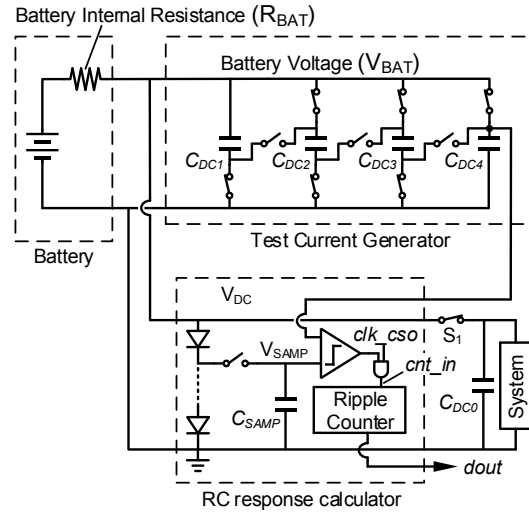 Battery Internal Resistance (RBAT)
Battery Voltage (VBAT)
CDC1
CDC2
CDC3
CDC4
Test Current Generator
Battery
VDC
clk_cso
S1
VSAMP
cnt_in
CSAMP
Ripple
Counter
CDC0
System
dout
RC response calculator